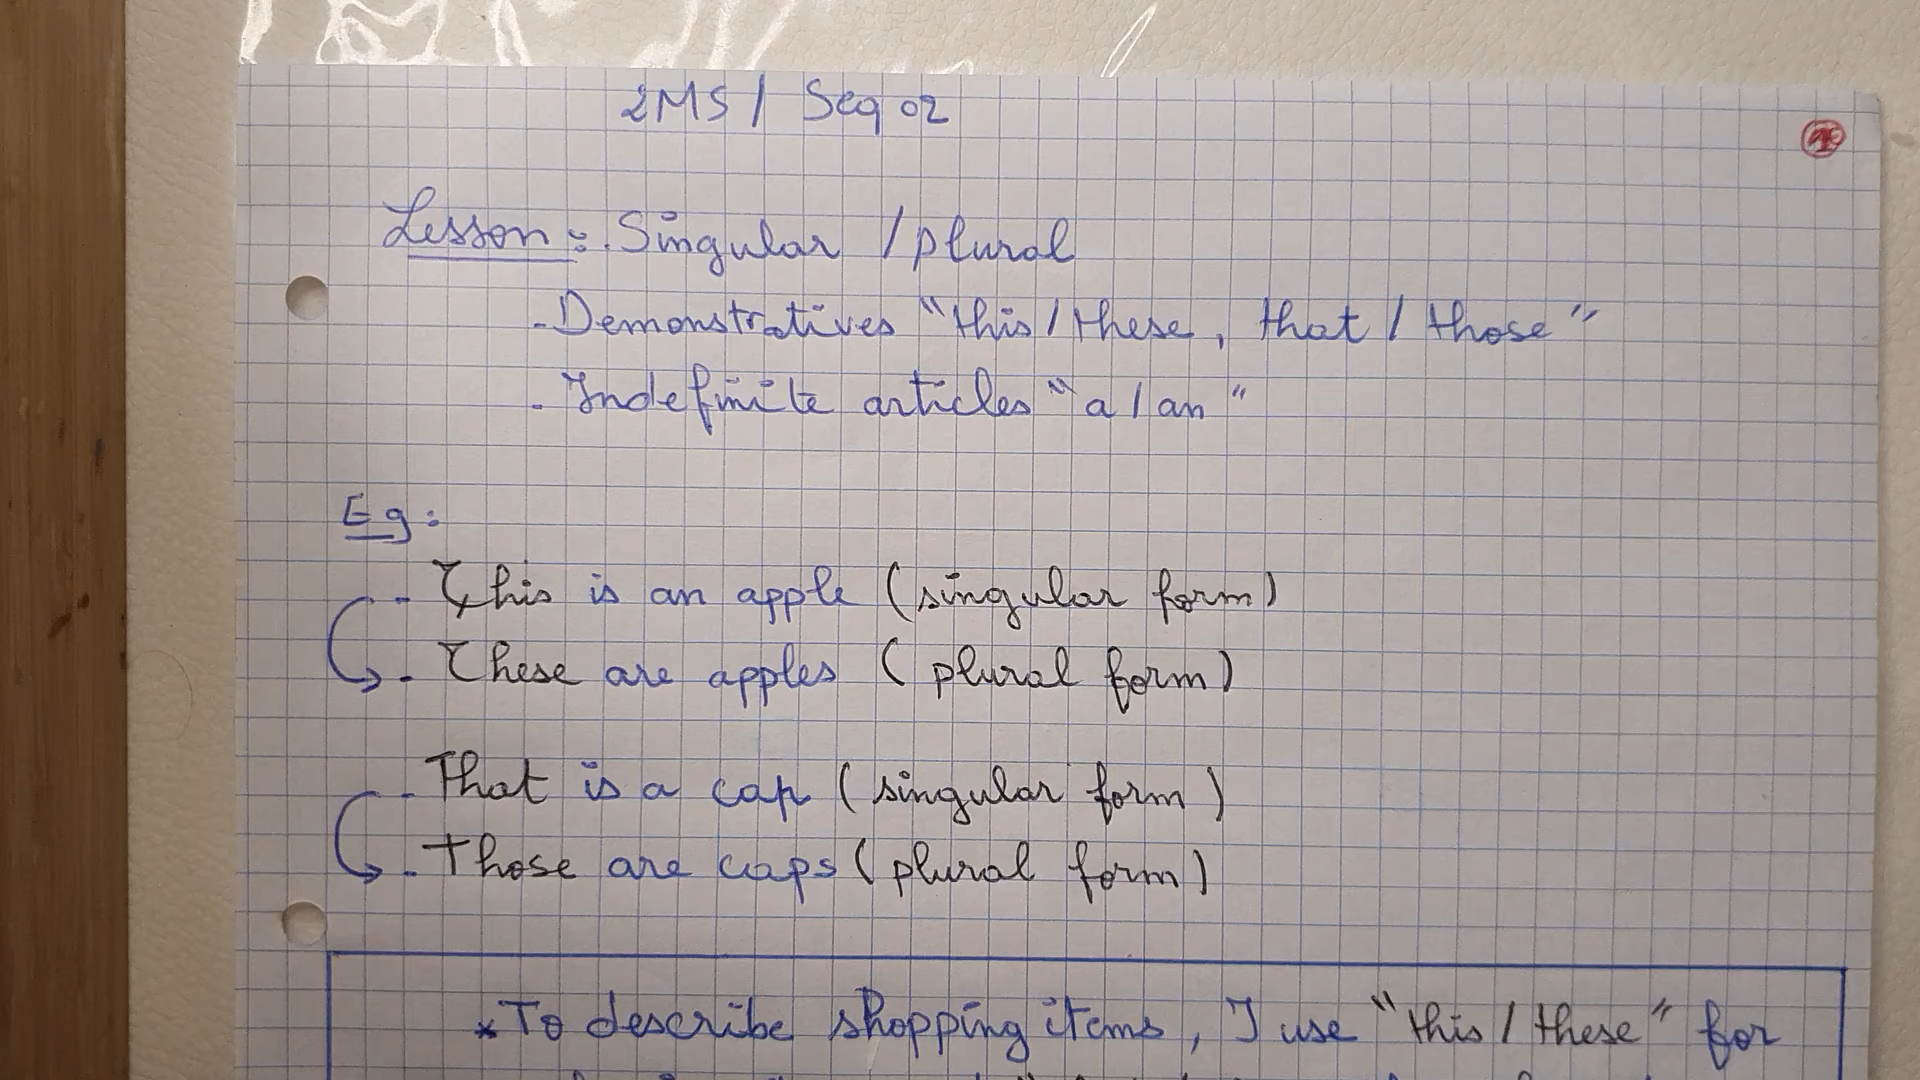 2MS / Seq 02
Lesson : Singular / plural
- Demonstratives "this / these, that / those"
- Indefinite articles "a / an"
Eg :
- This is an apple (singular form)
- These are apples (plural form)
- That is a cap (singular form)
- Those are caps (plural form)
* To describe shopping items, I use "this / these" for